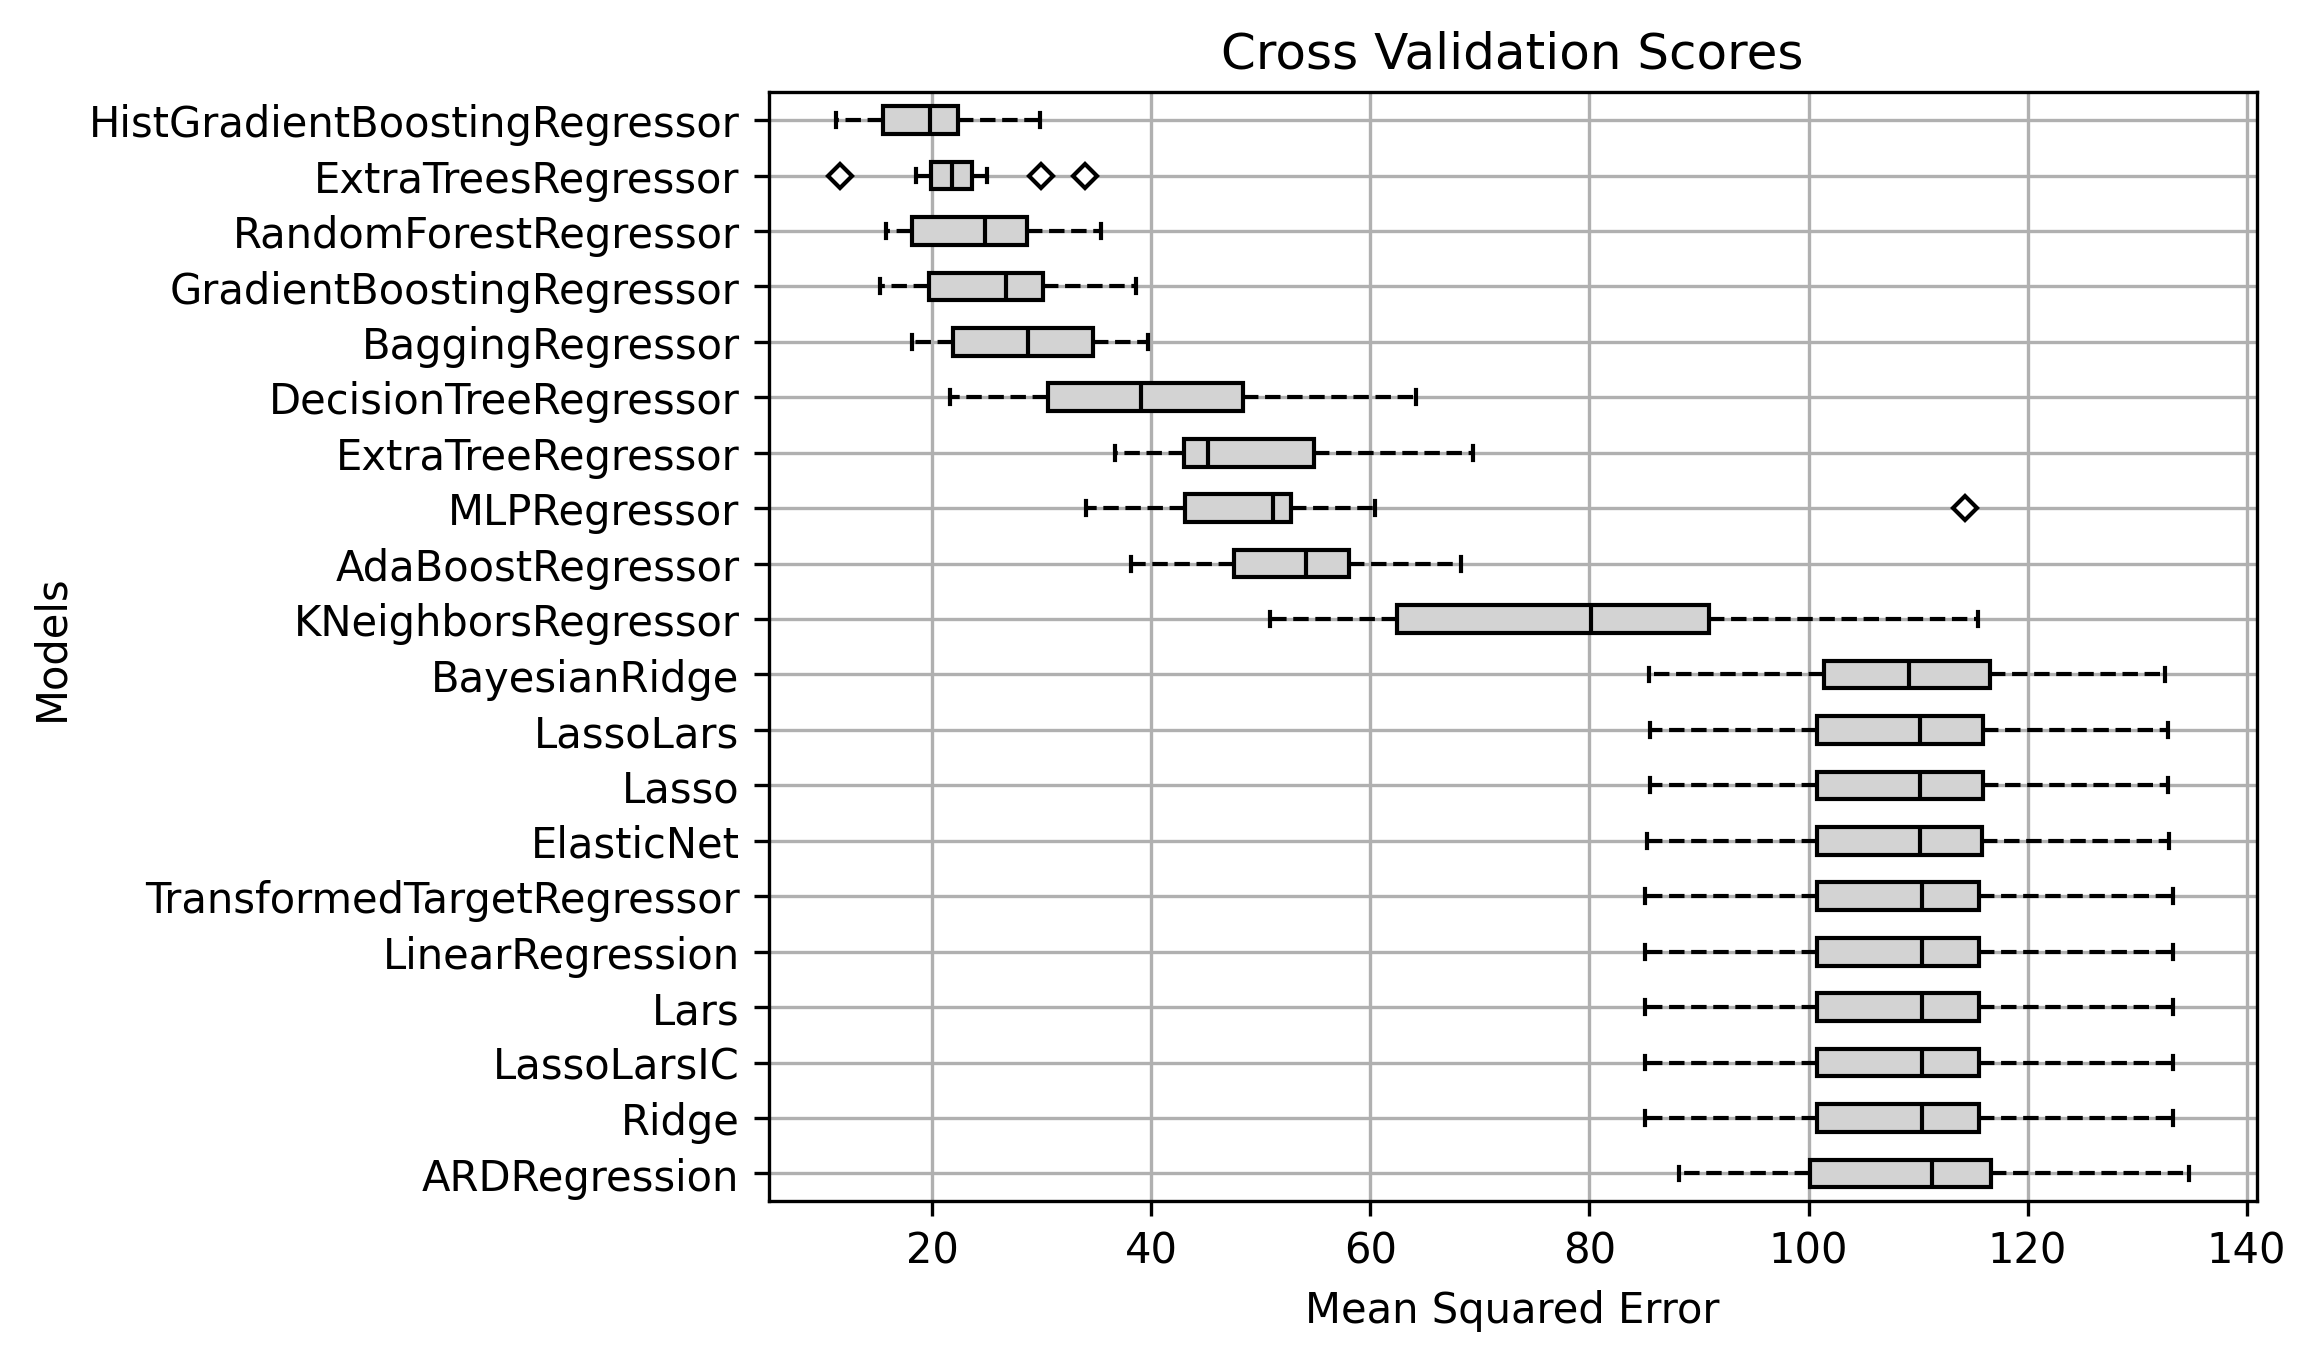 Cross Validation Scores
HistGradientBoostingRegressor
ExtraTreesRegressor
RandomForestRegressor
GradientBoostingRegressor
BaggingRegressor
DecisionTreeRegressor
ExtraTreeRegressor
MLPRegressor
AdaBoostRegressor
KNeighborsRegressor
BayesianRidge
LassoLars
Lasso
ElasticNet
TransformedTargetRegressor
LinearRegression
Lars
LassoLarsIC
Ridge
ARDRegression
Models
20 40 60 80 100 120 140
Mean Squared Error